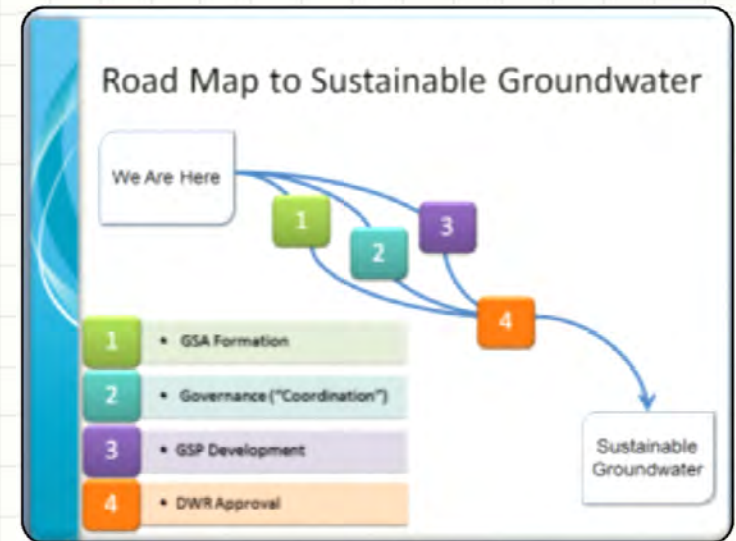 Road Map to Sustainable Groundwater
We Are Here
1
2
3
4
1
• GSA Formation
2
• Governance ("Coordination")
3
• GSP Development
4
• DWR Approval
Sustainable
Groundwater